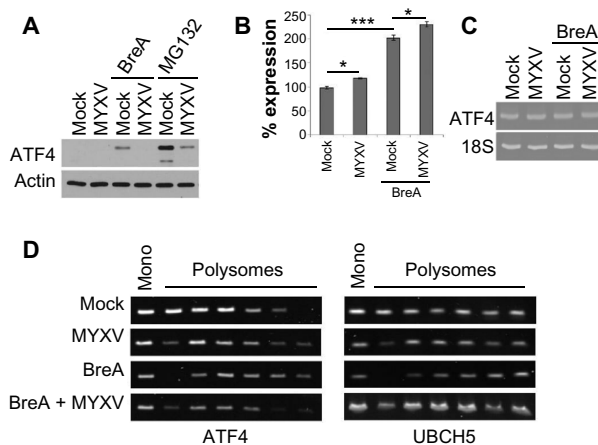 A
BreA
MG132
Mock
MYXV
Mock
MYXV
Mock
MYXV
ATF4
Actin
B
% expression
250
200
150
100
50
0
*
***
*
Mock
MYXV
Mock
MYXV
BreA
C
BreA
Mock
MYXV
Mock
MYXV
ATF4
18S
D
Mono
Polysomes
Mono
Polysomes
Mock
MYXV
BreA
BreA + MYXV
ATF4
UBCH5